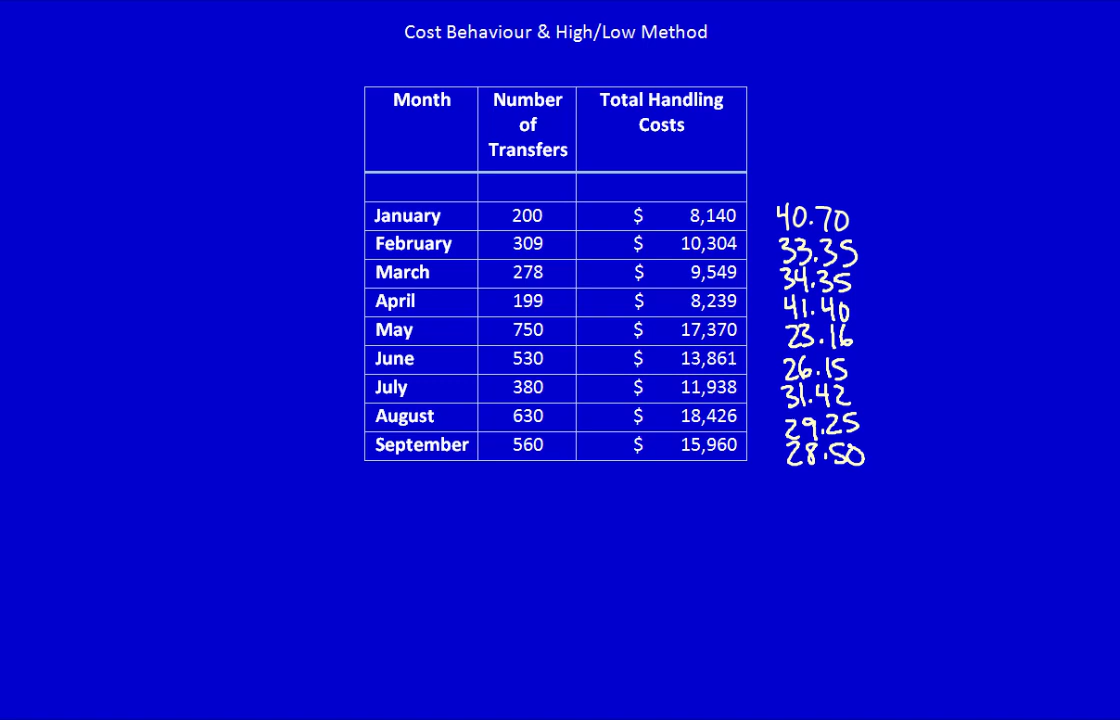 Cost Behaviour & High/Low Method
Month Number of Transfers Total Handling Costs
January 200 $ 8,140 40.70
February 309 $ 10,304 33.35
March 278 $ 9,549 34.35
April 199 $ 8,239 41.40
May 750 $ 17,370 23.16
June 530 $ 13,861 26.15
July 380 $ 11,938 31.42
August 630 $ 18,426 29.25
September 560 $ 15,960 28.50